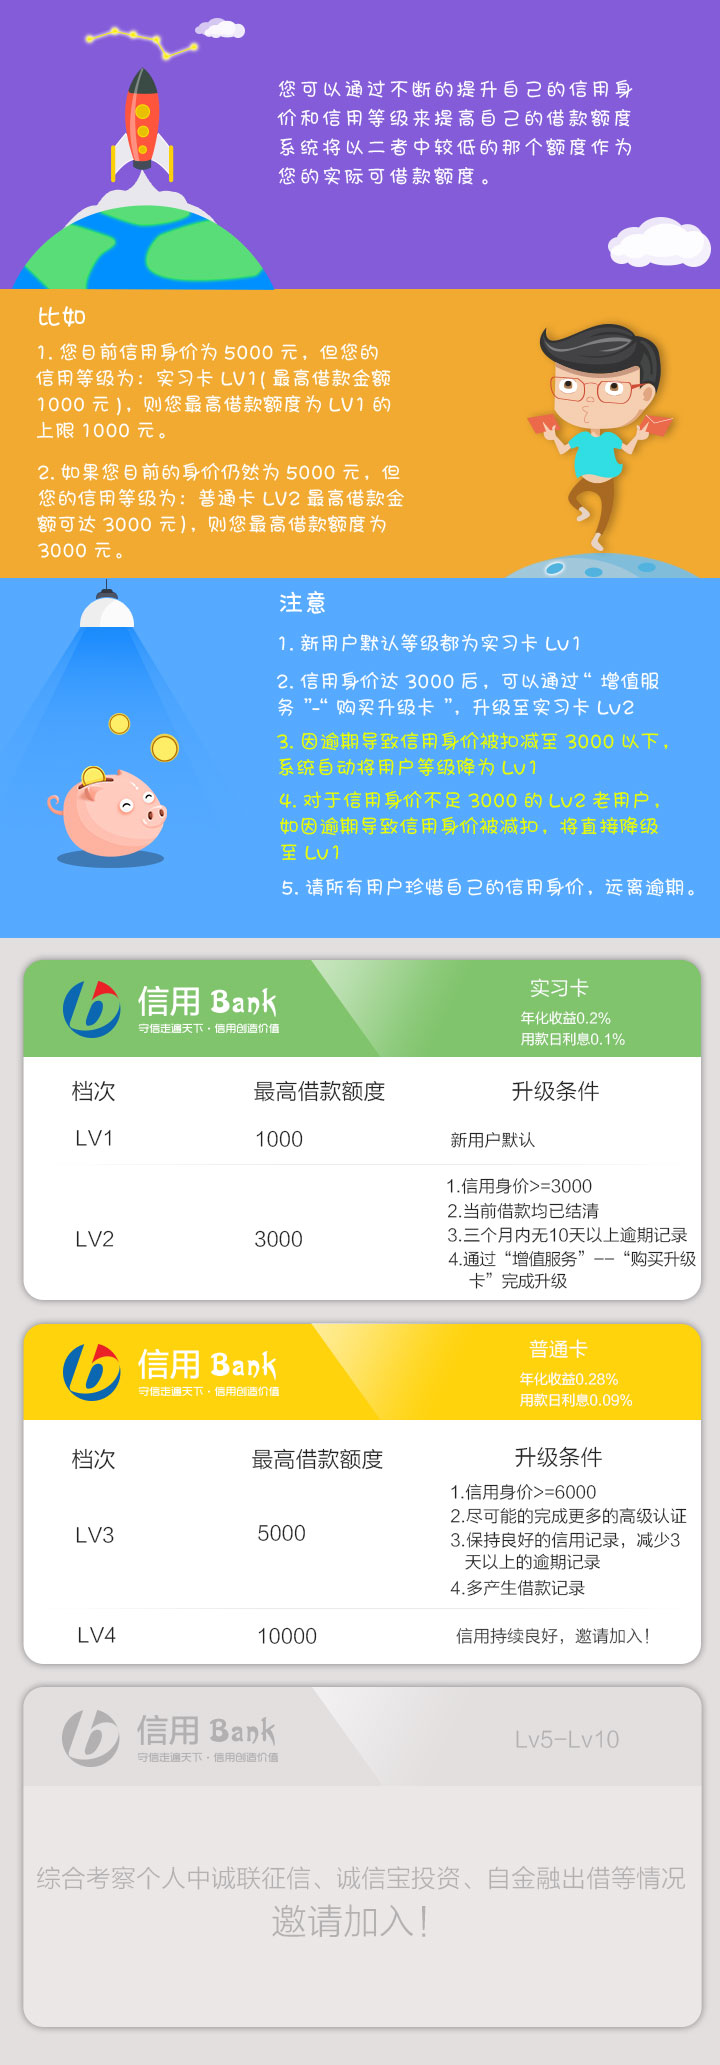 您可以通过不断的提升自己的信用身
价和信用等级来提高自己的借款额度
系统将以二者中较低的那个额度作为
您的实际可借款额度。
比如
1. 您目前信用身价为 5000 元，但您的
信用等级为：实习卡 LV1( 最高借款金额
1000 元 )，则您最高借款额度为 LV1 的
上限 1000 元。
2. 如果您目前的身价仍然为 5000 元，但
您的信用等级为：普通卡 LV2 最高借款金
额可达 3000 元)，则您最高借款额度为
3000 元。
注意
1. 新用户默认等级都为实习卡 Lv1
2. 信用身价达 3000 后，可以通过“ 增值服
务 ”-“ 购买升级卡 ”，升级至实习卡 Lv2
3. 因逾期导致信用身价被扣减至 3000 以下，
系统自动将用户等级降为 Lv1
4. 对于信用身价不足 3000 的 Lv2 老用户，
如因逾期导致信用身价被减扣，将直接降级
至 Lv1
5. 请所有用户珍惜自己的信用身价，远离逾期。
信用 Bank
守信走遍天下·信用创造价值
实习卡
年化收益0.2%
用款日利息0.1%
档次 最高借款额度 升级条件
LV1 1000 新用户默认
LV2 3000
1.信用身价>=3000
2.当前借款均已结清
3.三个月内无10天以上逾期记录
4.通过“增值服务”--“购买升级
卡”完成升级
信用 Bank
守信走遍天下·信用创造价值
普通卡
年化收益0.28%
用款日利息0.09%
档次 最高借款额度 升级条件
LV3 5000
1.信用身价>=6000
2.尽可能的完成更多的高级认证
3.保持良好的信用记录，减少3
天以上的逾期记录
4.多产生借款记录
LV4 10000 信用持续良好，邀请加入！
信用 Bank
守信走遍天下·信用创造价值
Lv5-Lv10
综合考察个人中诚联征信、诚信宝投资、自金融出借等情况
邀请加入！